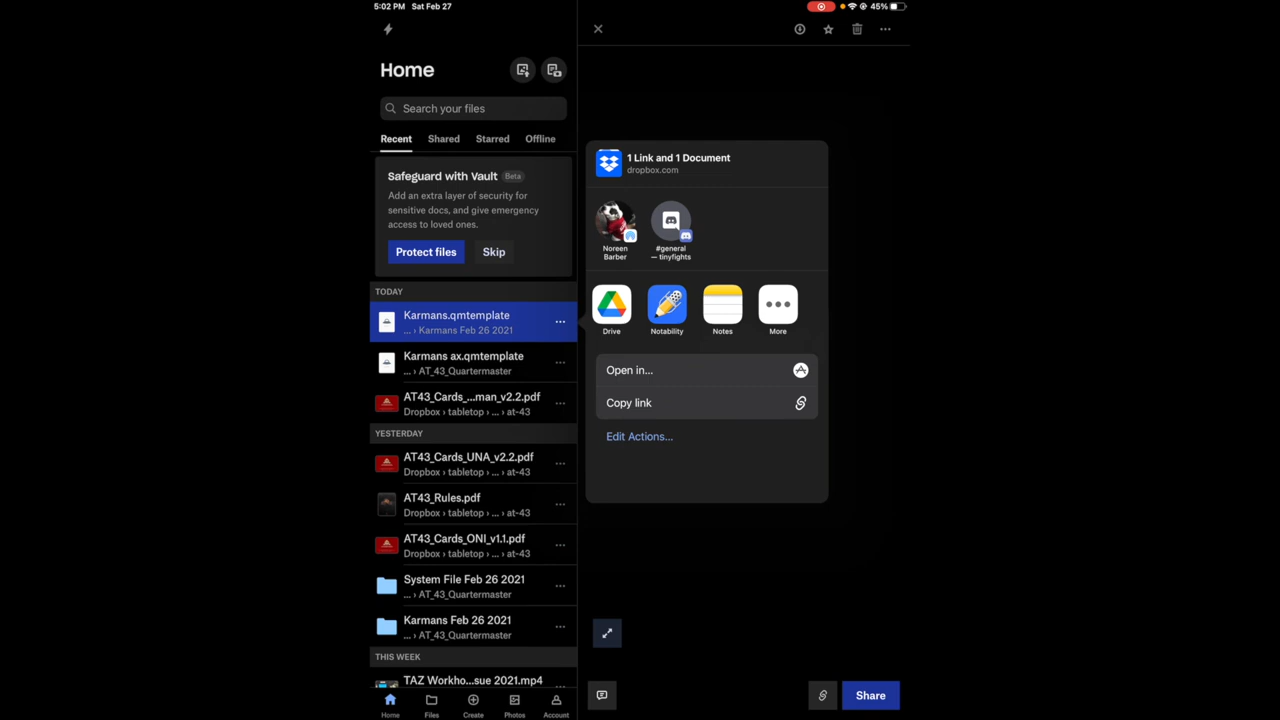 5:02 PM Sat Feb 27
45%
Home
Search your files
Recent Shared Starred Offline
Safeguard with Vault Beta
Add an extra layer of security for
sensitive docs, and give emergency
access to loved ones.
Protect files Skip
TODAY
Karmans.qmtemplate
... › Karmans Feb 26 2021
Karmans ax.qmtemplate
... › AT_43_Quartermaster
AT43_Cards_...man_v2.2.pdf
Dropbox › tabletop › ... › at-43
YESTERDAY
AT43_Cards_UNA_v2.2.pdf
Dropbox › tabletop › ... › at-43
AT43_Rules.pdf
Dropbox › tabletop › ... › at-43
AT43_Cards_ONI_v1.1.pdf
Dropbox › tabletop › ... › at-43
System File Feb 26 2021
... › AT_43_Quartermaster
Karmans Feb 26 2021
... › AT_43_Quartermaster
THIS WEEK
TAZ Workho...sue 2021.mp4
Home Files Create Photos Account
1 Link and 1 Document
dropbox.com
Noreen
Barber
#general
— tinyfights
Drive Notability Notes More
Open in...
Copy link
Edit Actions...
Share